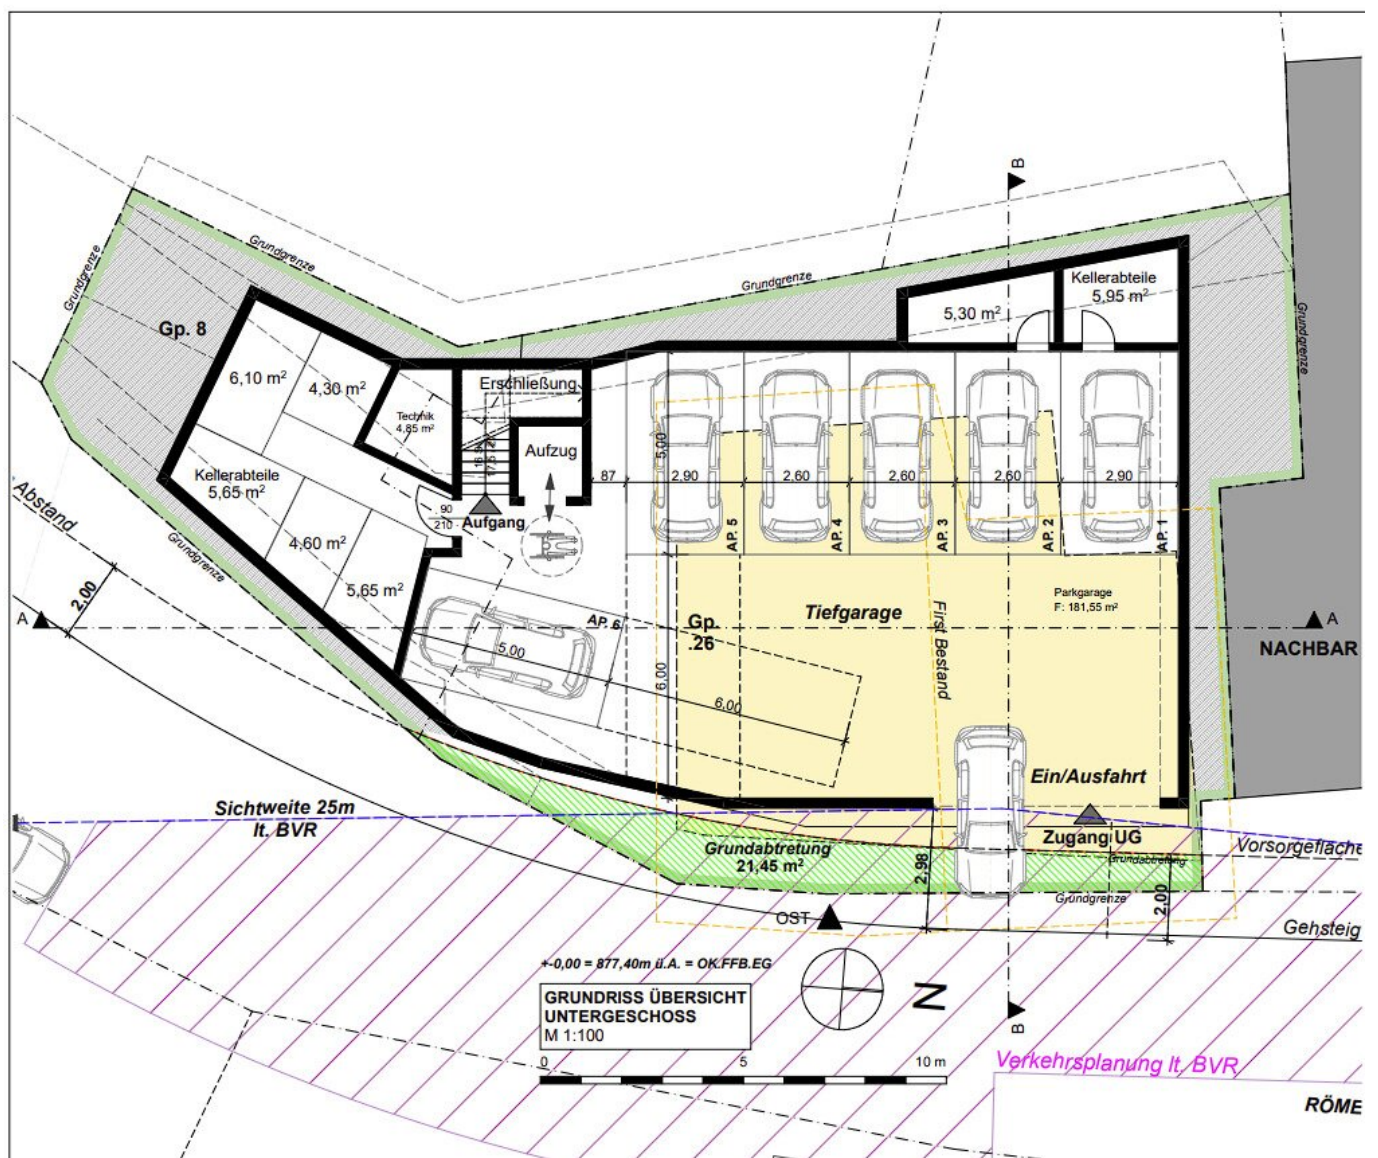 B
Grundgrenze
Grundgrenze
Grundgrenze
Kellerabteile
5,95 m²
5,30 m²
Grundgrenze
Gp. 8
6,10 m²
4,30 m²
Erschließung
Technik
4,85 m²
Aufzug
5,00
Kellerabteile
5,65 m²
87
2,90
2,60
2,60
2,60
2,90
Abstand
90
210
Aufgang
AP. 5
AP. 4
AP. 3
AP. 2
AP. 1
Grundgrenze
4,60 m²
5,65 m²
2,00
Parkgarage
F: 181,55 m²
A
AP. 6
Gp.
.26
Tiefgarage
First Bestand
A
NACHBAR
5,00
6,00
6,00
Ein/Ausfahrt
Sichtweite 25m
lt. BVR
Zugang UG
Grundabtretung
21,45 m²
2,98
Grundabtretung
Vorsorgefläche
Grundgrenze
2,00
OST
Gehsteig
+-0,00 = 877,40m ü.A. = OK.FFB.EG
N
GRUNDRISS ÜBERSICHT
UNTERGESCHOSS
M 1:100
B
0
5
10 m
Verkehrsplanung lt. BVR
RÖME